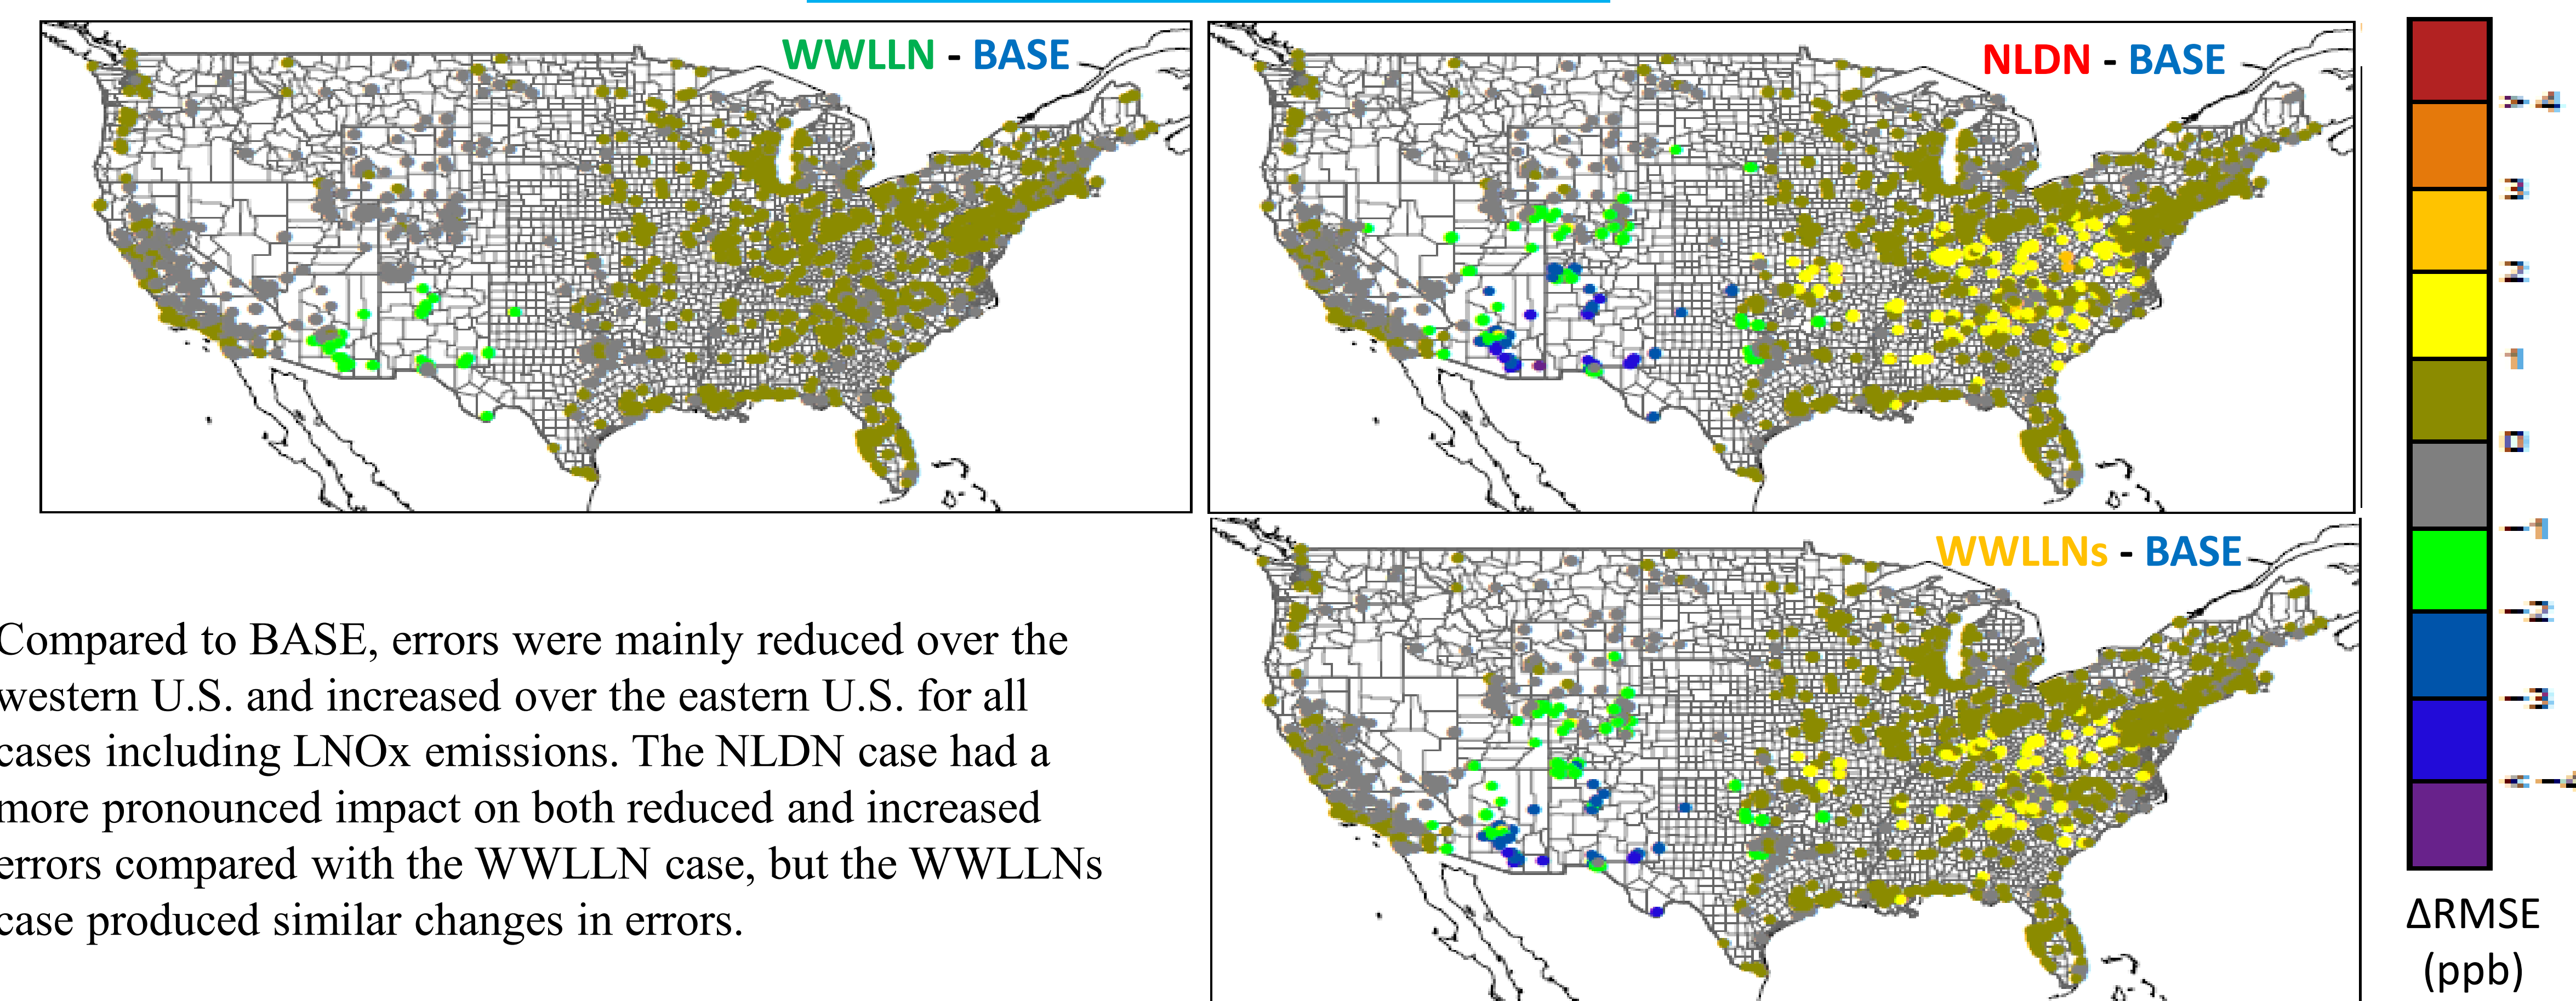 WWLLN - BASE
NLDN - BASE
WWLLNs - BASE
Compared to BASE, errors were mainly reduced over the
western U.S. and increased over the eastern U.S. for all
cases including LNOx emissions. The NLDN case had a
more pronounced impact on both reduced and increased
errors compared with the WWLLN case, but the WWLLNs
case produced similar changes in errors.
3
2
1
0
-1
-2
-3
ΔRMSE
(ppb)